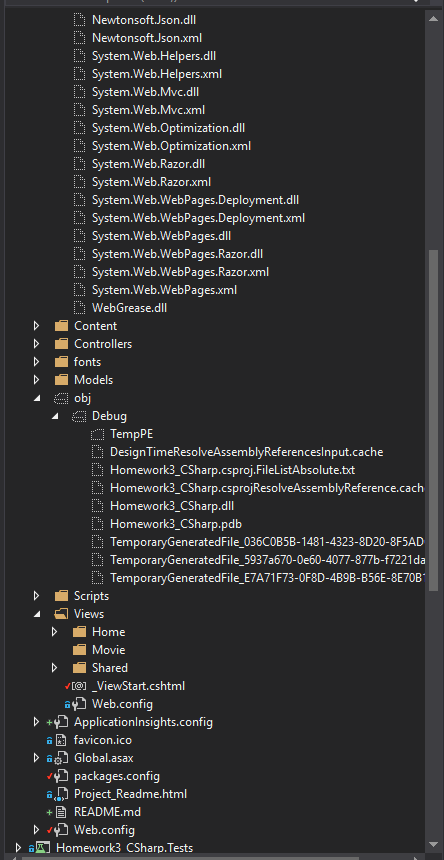 Newtonsoft.Json.dll
Newtonsoft.Json.xml
System.Web.Helpers.dll
System.Web.Helpers.xml
System.Web.Mvc.dll
System.Web.Mvc.xml
System.Web.Optimization.dll
System.Web.Optimization.xml
System.Web.Razor.dll
System.Web.Razor.xml
System.Web.WebPages.Deployment.dll
System.Web.WebPages.Deployment.xml
System.Web.WebPages.dll
System.Web.WebPages.Razor.dll
System.Web.WebPages.Razor.xml
System.Web.WebPages.xml
WebGrease.dll
Content
Controllers
fonts
Models
obj
Debug
TempPE
DesignTimeResolveAssemblyReferencesInput.cache
Homework3_CSharp.csproj.FileListAbsolute.txt
Homework3_CSharp.csprojResolveAssemblyReference.cach
Homework3_CSharp.dll
Homework3_CSharp.pdb
TemporaryGeneratedFile_036C0B5B-1481-4323-8D20-8F5AD
TemporaryGeneratedFile_5937a670-0e60-4077-877b-f7221da
TemporaryGeneratedFile_E7A71F73-0F8D-4B9B-B56E-8E70B
Scripts
Views
Home
Movie
Shared
_ViewStart.cshtml
Web.config
ApplicationInsights.config
favicon.ico
Global.asax
packages.config
Project_Readme.html
README.md
Web.config
Homework3_CSharp.Tests